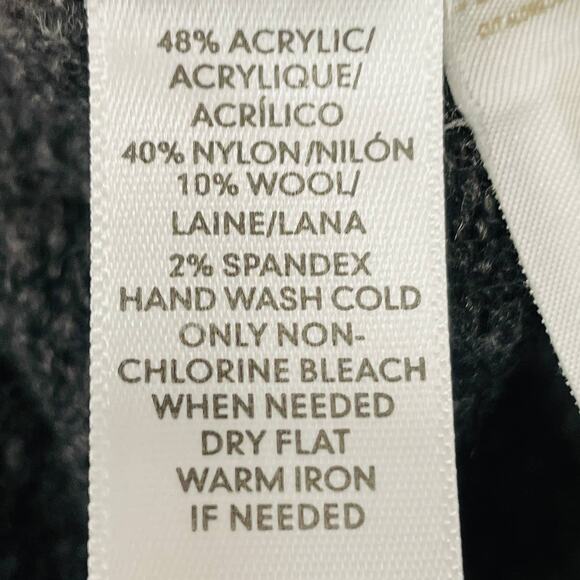 48% ACRYLIC/
ACRYLIQUE/
ACRÍLICO
40% NYLON/NILÓN
10% WOOL/
LAINE/LANA
2% SPANDEX
HAND WASH COLD
ONLY NON-
CHLORINE BLEACH
WHEN NEEDED
DRY FLAT
WARM IRON
IF NEEDED